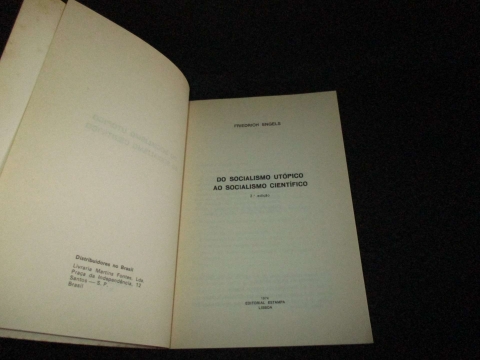 Distribuidores no Brasil
Livraria Martins Fontes, Lda.
Praça da Independência, 12
Santos — S. P.
Brasil
FRIEDRICH ENGELS
DO SOCIALISMO UTÓPICO
AO SOCIALISMO CIENTÍFICO
EDITORIAL ESTAMPA
LISBOA